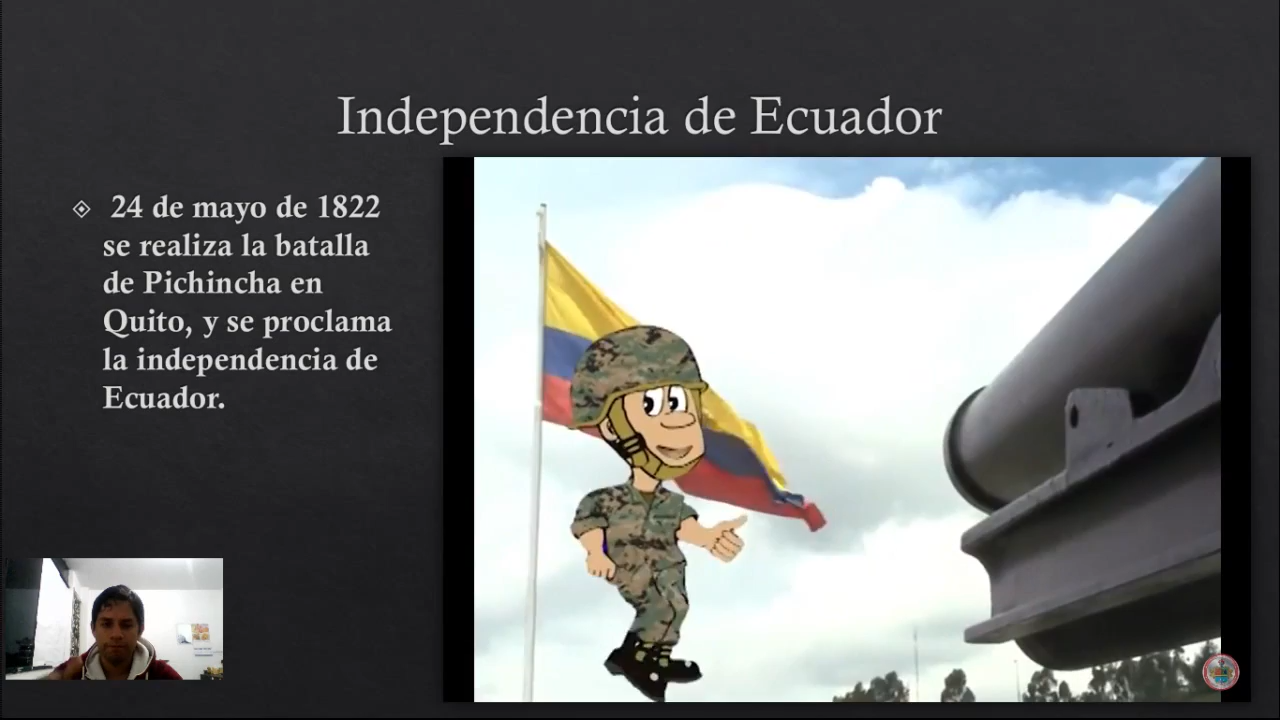 Independencia de Ecuador
24 de mayo de 1822
se realiza la batalla
de Pichincha en
Quito, y se proclama
la independencia de
Ecuador.